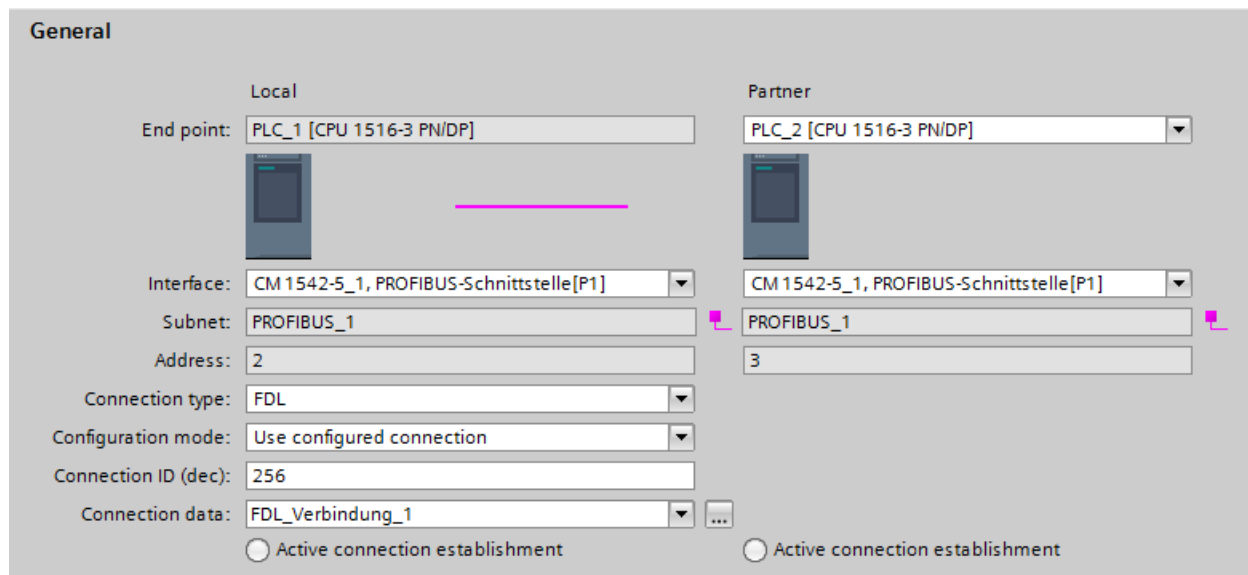 General
Local Partner
End point: PLC_1 [CPU 1516-3 PN/DP] PLC_2 [CPU 1516-3 PN/DP]
Interface: CM 1542-5_1, PROFIBUS-Schnittstelle[P1] CM 1542-5_1, PROFIBUS-Schnittstelle[P1]
Subnet: PROFIBUS_1 PROFIBUS_1
Address: 2 3
Connection type: FDL
Configuration mode: Use configured connection
Connection ID (dec): 256
Connection data: FDL_Verbindung_1 ...
Active connection establishment Active connection establishment